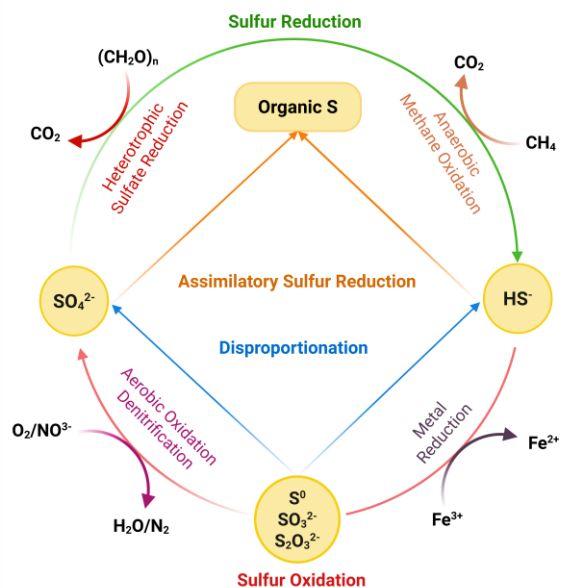 Sulfur Reduction
(CH₂O)ₙ
CO₂
CO₂
Organic S
CH₄
Heterotrophic
Sulfate Reduction
Anaerobic
Methane Oxidation
SO₄²⁻
HS⁻
Assimilatory Sulfur Reduction
Disproportionation
Aerobic Oxidation
Denitrification
Metal
Reduction
O₂/NO³⁻
Fe²⁺
H₂O/N₂
S⁰
SO₃²⁻
S₂O₃²⁻
Fe³⁺
Sulfur Oxidation